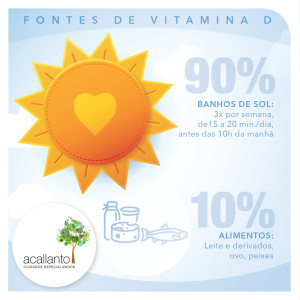 FONTES DE VITAMINA D
90%
BANHOS DE SOL:
3x por semana,
de15 a 20 min./dia,
antes das 10h da manhã
10%
ALIMENTOS:
Leite e derivados,
ovo, peixes
acallanto
CUIDADOS ESPECIALIZADOS